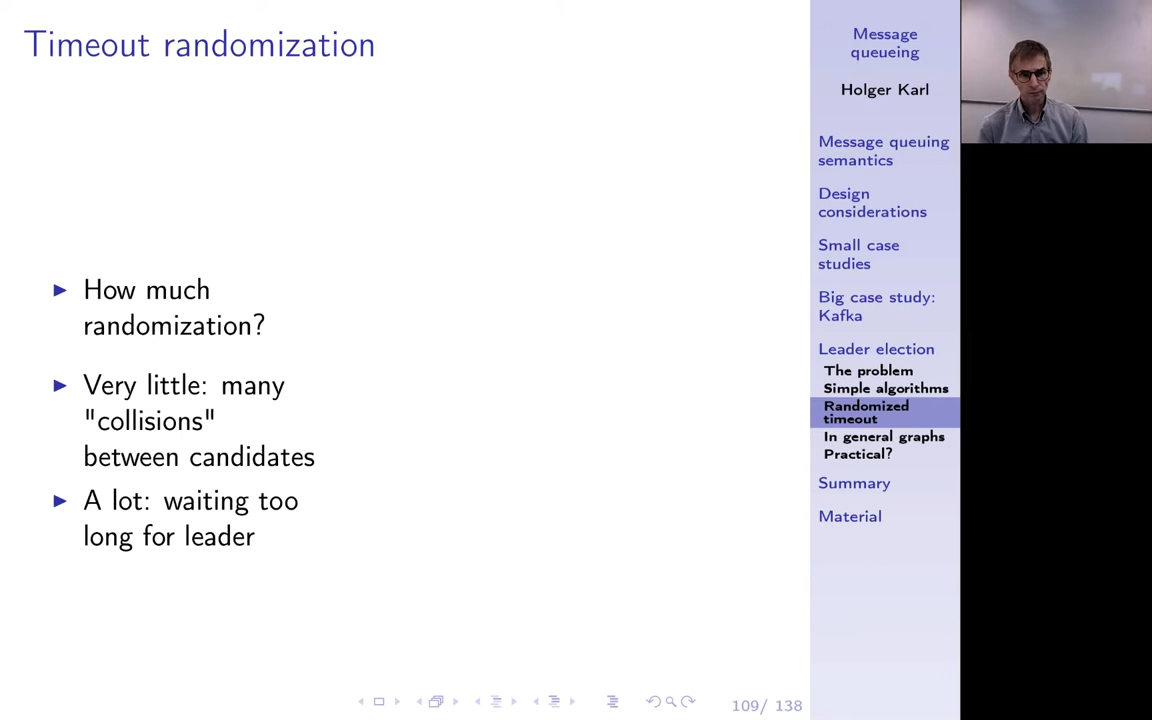 Timeout randomization
How much
randomization?
Very little: many
"collisions"
between candidates
A lot: waiting too
long for leader
109/ 138
Message
queueing
Holger Karl
Message queuing
semantics
Design
considerations
Small case
studies
Big case study:
Kafka
Leader election
The problem
Simple algorithms
Randomized
timeout
In general graphs
Practical?
Summary
Material